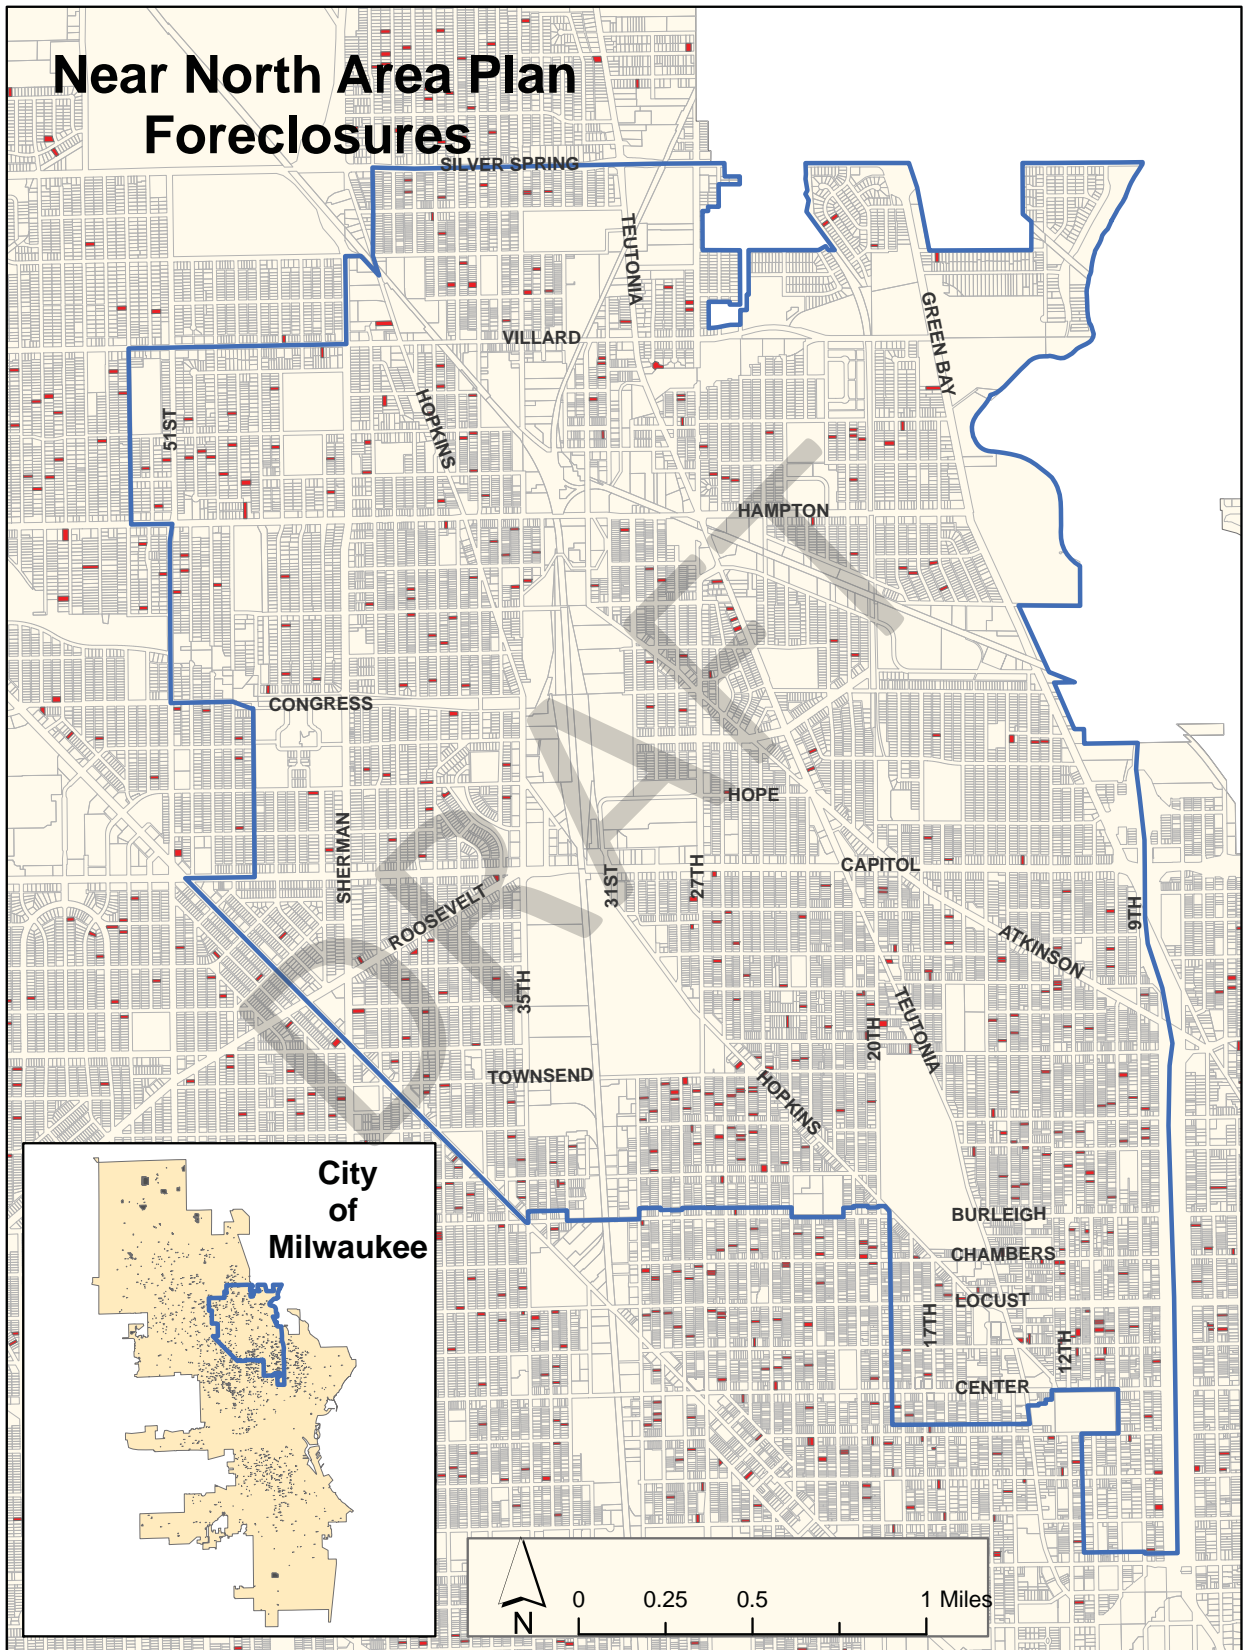 Near North Area Plan
Foreclosures
SILVER SPRING
TEUTONIA
GREEN BAY
VILLARD
HOPKINS
51ST
HAMPTON
CONGRESS
HOPE
SHERMAN
CAPITOL
31ST
27TH
ROOSEVELT
9TH
ATKINSON
35TH
TEUTONIA
20TH
TOWNSEND
HOPKINS
BURLEIGH
CHAMBERS
LOCUST
17TH
12TH
CENTER
DRAFT
City
of
Milwaukee
N
0 0.25 0.5 1 Miles